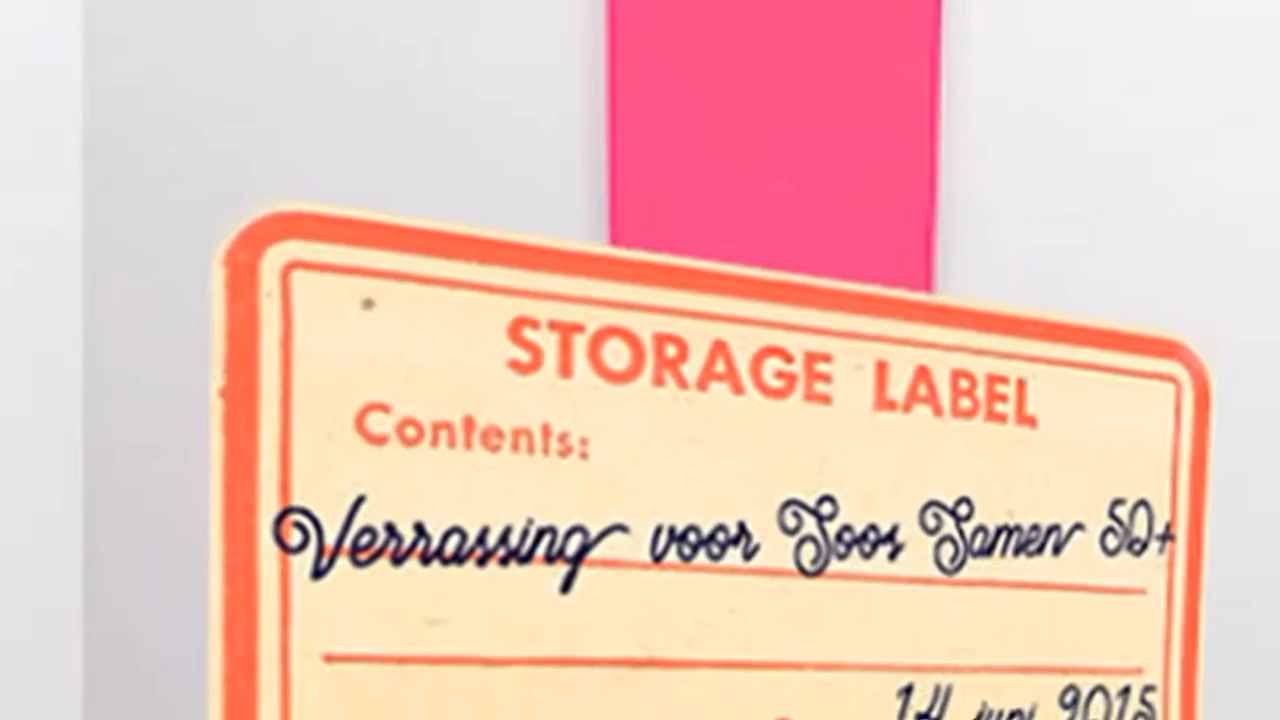 STORAGE LABEL
Contents:
Verrassing voor Soos Samen 50+
14 juni 2015